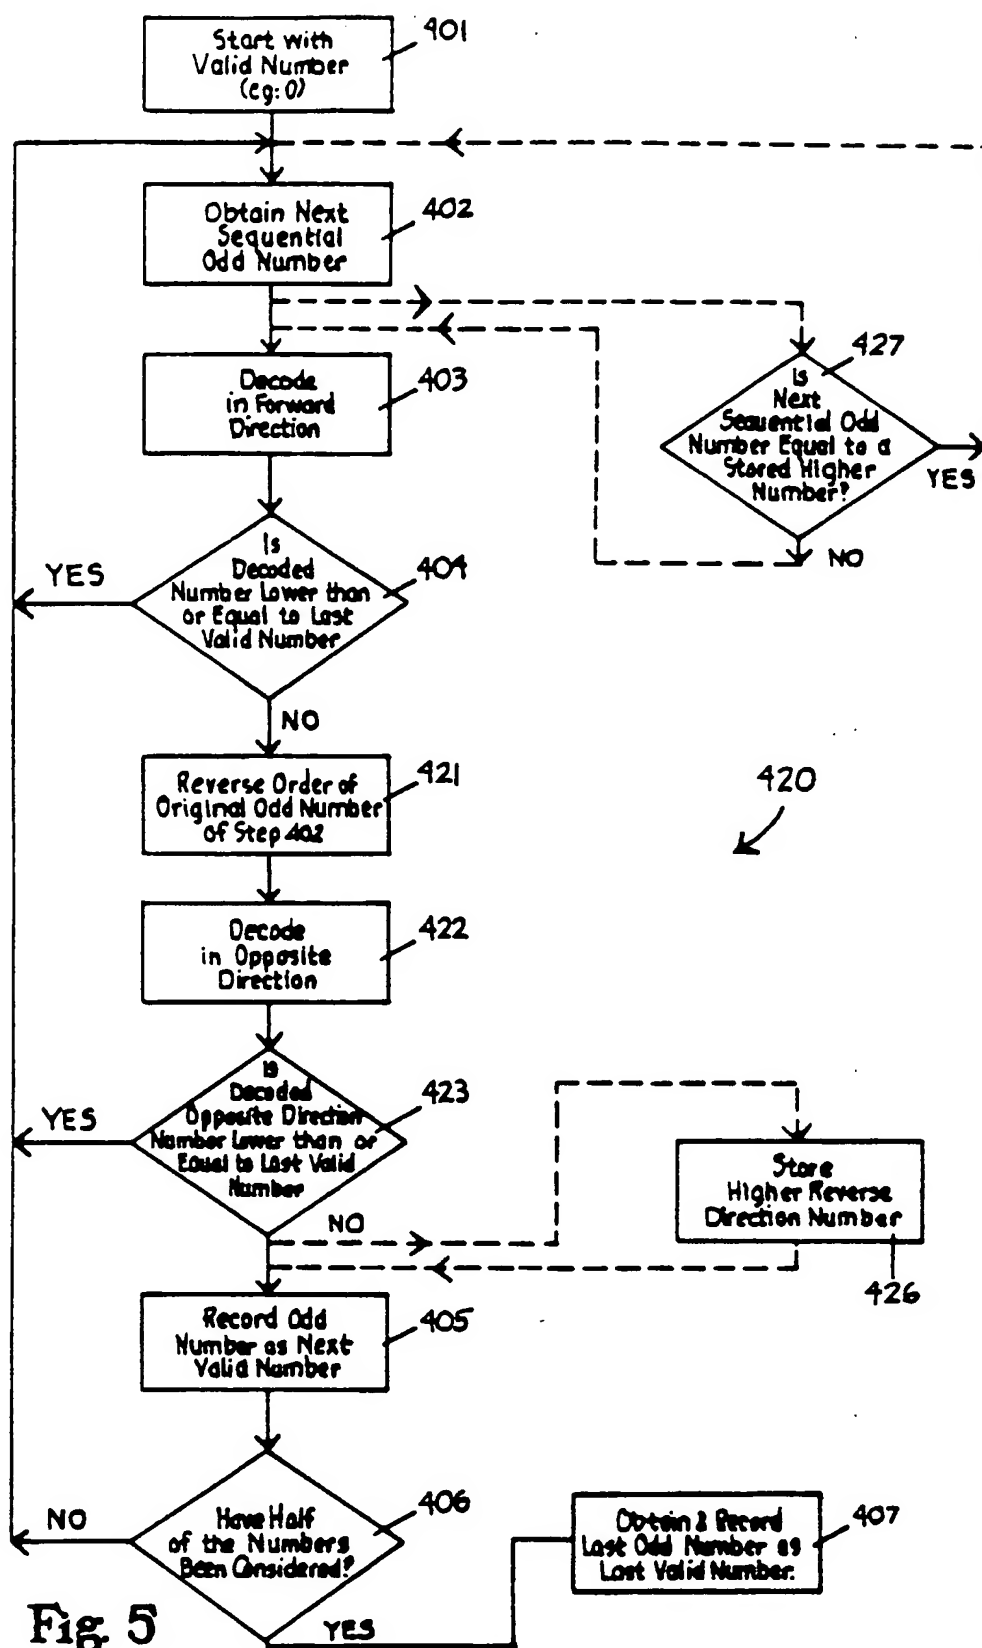 401
Start with
Valid Number
(eg: 0)
402
Obtain Next
Sequential
Odd Number
403
Decode
in Forward
Direction
427
Is
Next
Sequential Odd
Number Equal to a
Stored Higher
Number?
YES
NO
404
Is
Decoded
Number Lower than
or Equal to Last
Valid Number
YES
NO
421
Reverse Order of
Original Odd Number
of Step 402
420
422
Decode
in Opposite
Direction
423
Is
Decoded
Opposite Direction
Number Lower than or
Equal to Last Valid
Number
YES
NO
Store
Higher Reverse
Direction Number
426
405
Record Odd
Number as Next
Valid Number
406
Have Half
of the Numbers
Been Considered?
NO
YES
407
Obtain & Record
Last Odd Number as
Last Valid Number.
Fig. 5